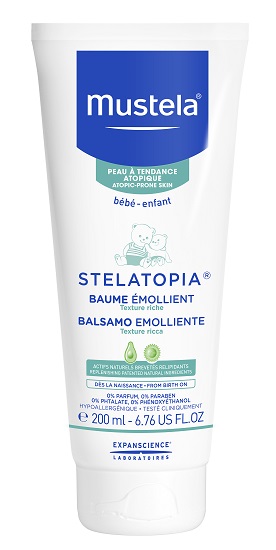 mustela®
PEAU À TENDANCE
ATOPIQUE
ATOPIC-PRONE SKIN
bébé-enfant
STELATOPIA®
BAUME ÉMOLLIENT
Texture riche
BALSAMO EMOLLIENTE
Texture ricca
ACTIFS NATURELS BREVETÉS RELIPIDANTS
REPLENISHING PATENTED NATURAL INGREDIENTS
DÈS LA NAISSANCE - FROM BIRTH ON
0% PARFUM, 0% PARABEN
0% PHTALATE, 0% PHÉNOXYÉTHANOL
HYPOALLERGÉNIQUE • TESTÉ CLINIQUEMENT
e 200 ml - 6.76 US FL.OZ
EXPANSCIENCE®
LABORATOIRES